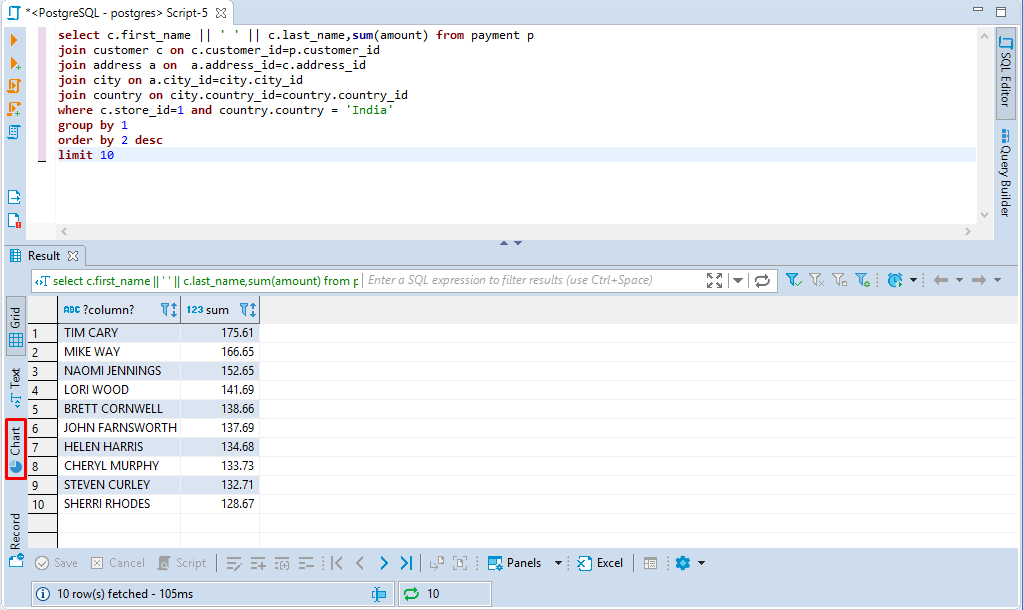 *<PostgreSQL - postgres> Script-5
select c.first_name || ' ' || c.last_name,sum(amount) from payment p
join customer c on c.customer_id=p.customer_id
join address a on  a.address_id=c.address_id
join city on a.city_id=city.city_id
join country on city.country_id=country.country_id
where c.store_id=1 and country.country = 'India'
group by 1
order by 2 desc
limit 10
SQL Editor
Query Builder
Result
select c.first_name || ' ' || c.last_name,sum(amount) from p
Enter a SQL expression to filter results (use Ctrl+Space)
Grid
Text
Chart
Record
ABC ?column? 123 sum
1 TIM CARY 175.61
2 MIKE WAY 166.65
3 NAOMI JENNINGS 152.65
4 LORI WOOD 141.69
5 BRETT CORNWELL 138.66
6 JOHN FARNSWORTH 137.69
7 HELEN HARRIS 134.68
8 CHERYL MURPHY 133.73
9 STEVEN CURLEY 132.71
10 SHERRI RHODES 128.67
Save Cancel Script Panels Excel
10 row(s) fetched - 105ms 10